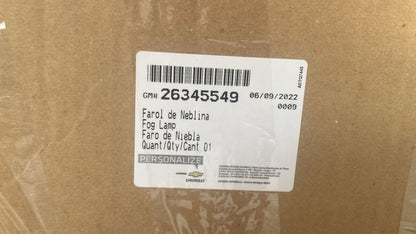 GM# 26345549 06/09/2022
0009
Farol de Neblina
Fog Lamp
Faro de Niebla
Quant/Qty/Cant 01
PERSONALIZE
CHEVROLET